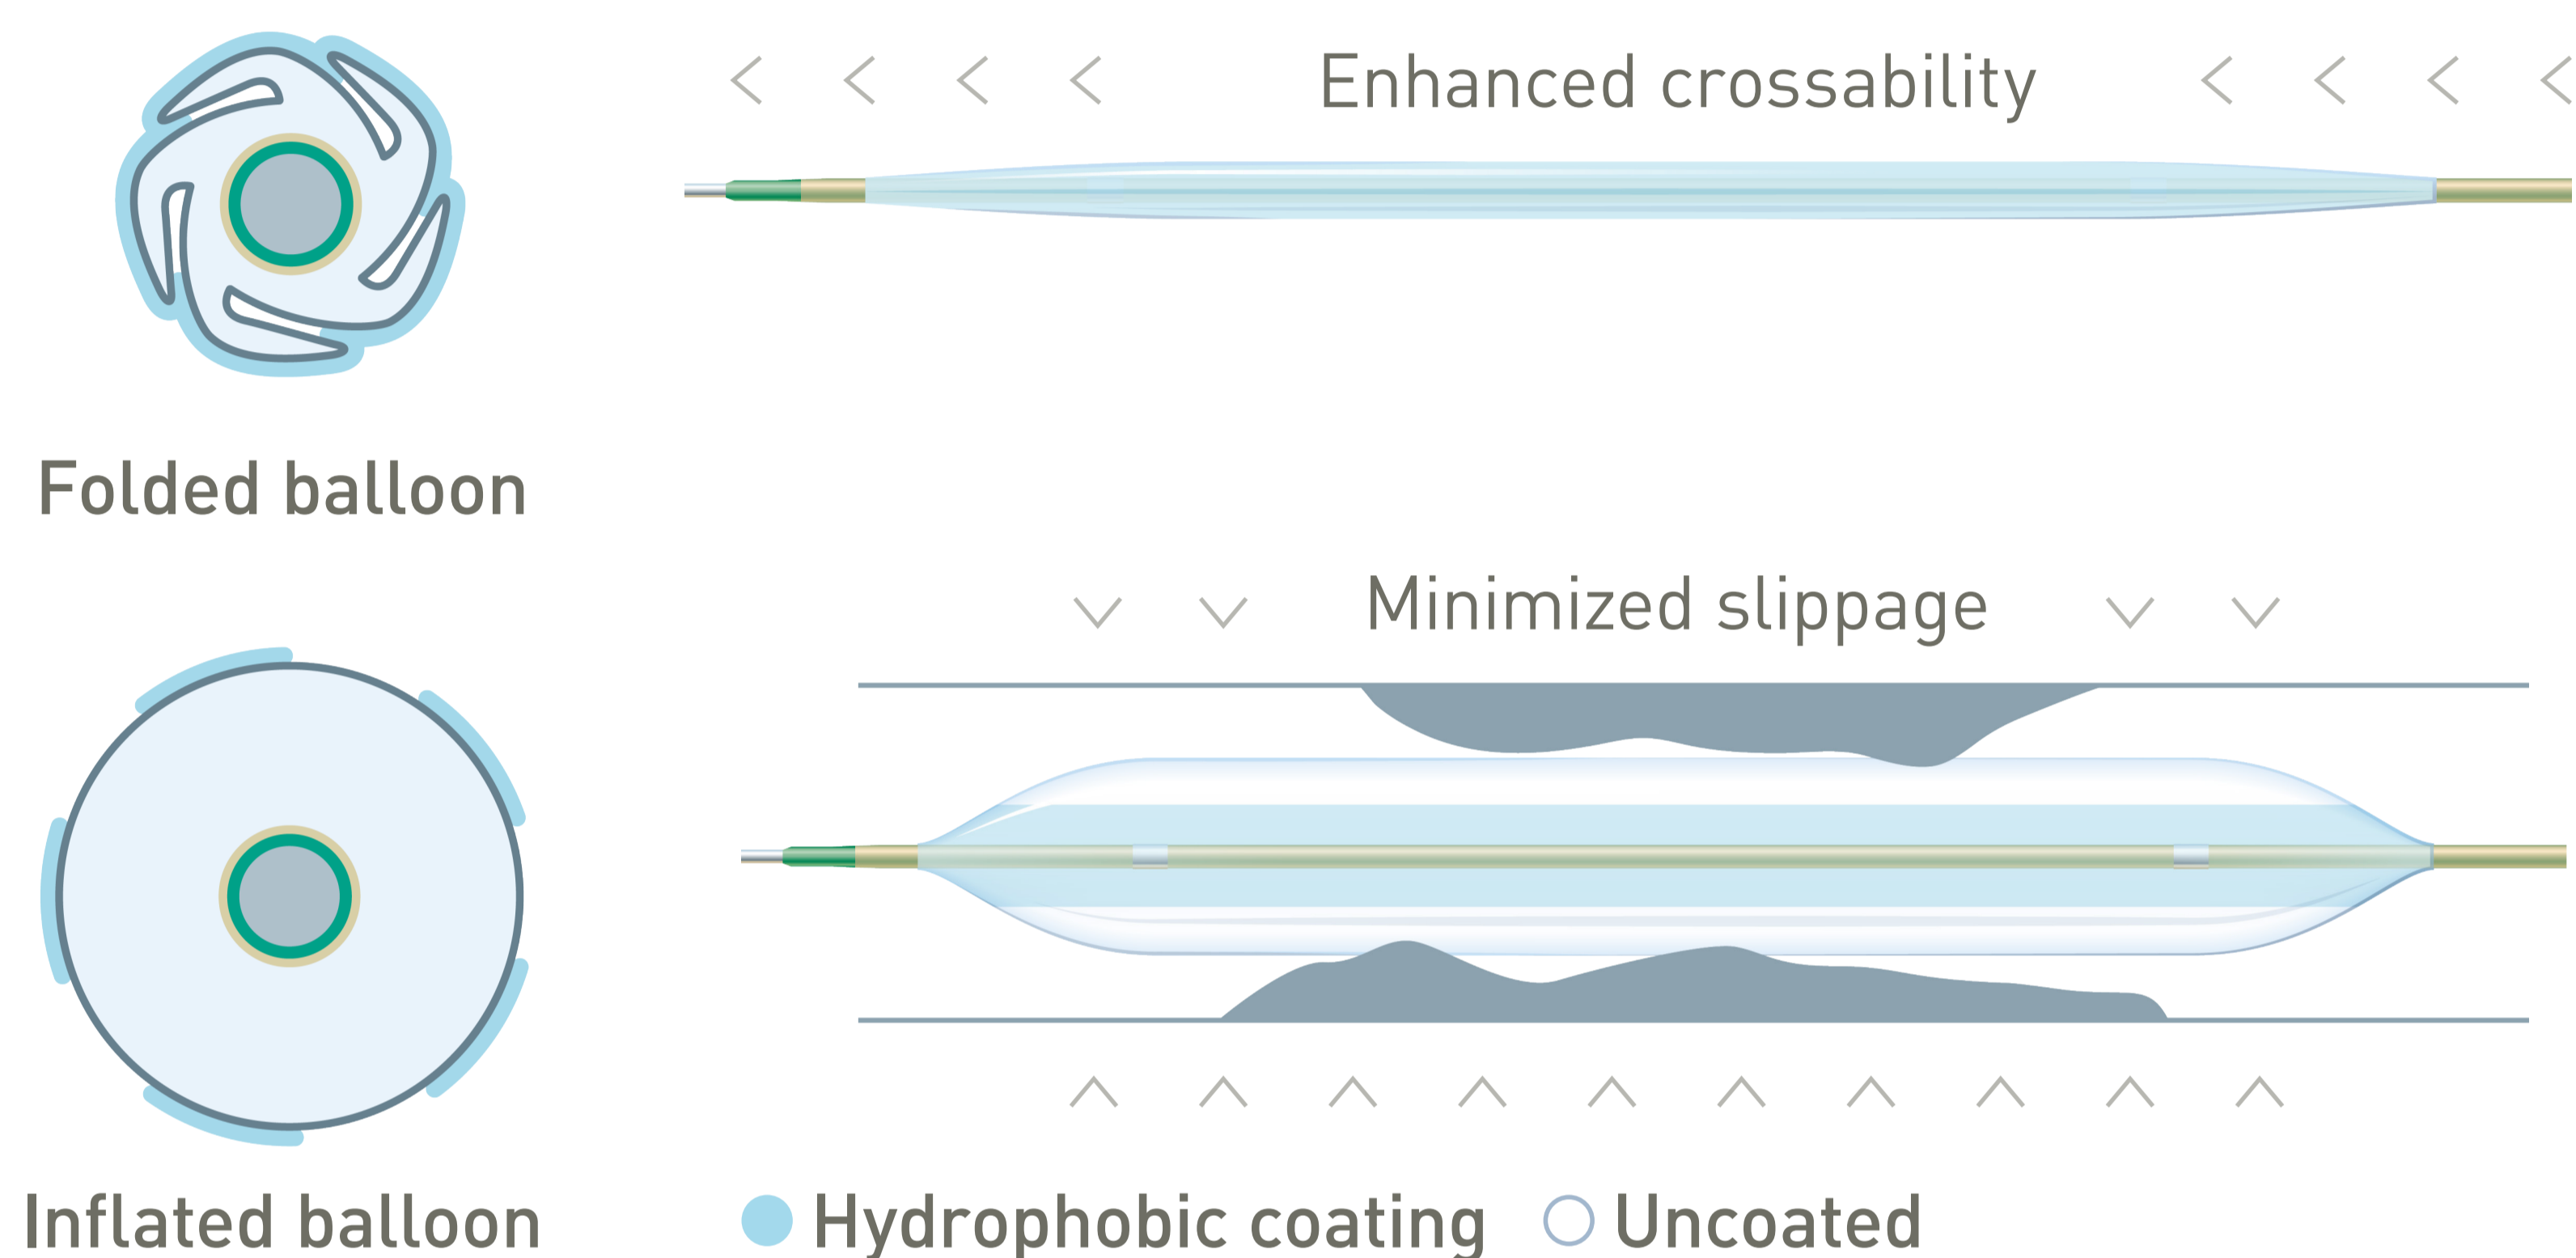 Enhanced crossability
Folded balloon
Minimized slippage
Inflated balloon
Hydrophobic coating
Uncoated